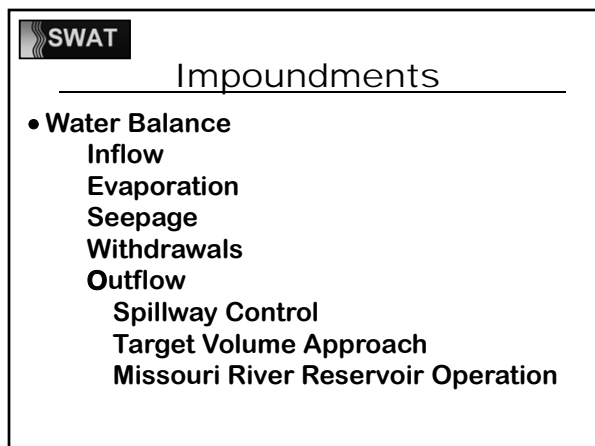 SWAT
Impoundments
• Water Balance
Inflow
Evaporation
Seepage
Withdrawals
Outflow
Spillway Control
Target Volume Approach
Missouri River Reservoir Operation